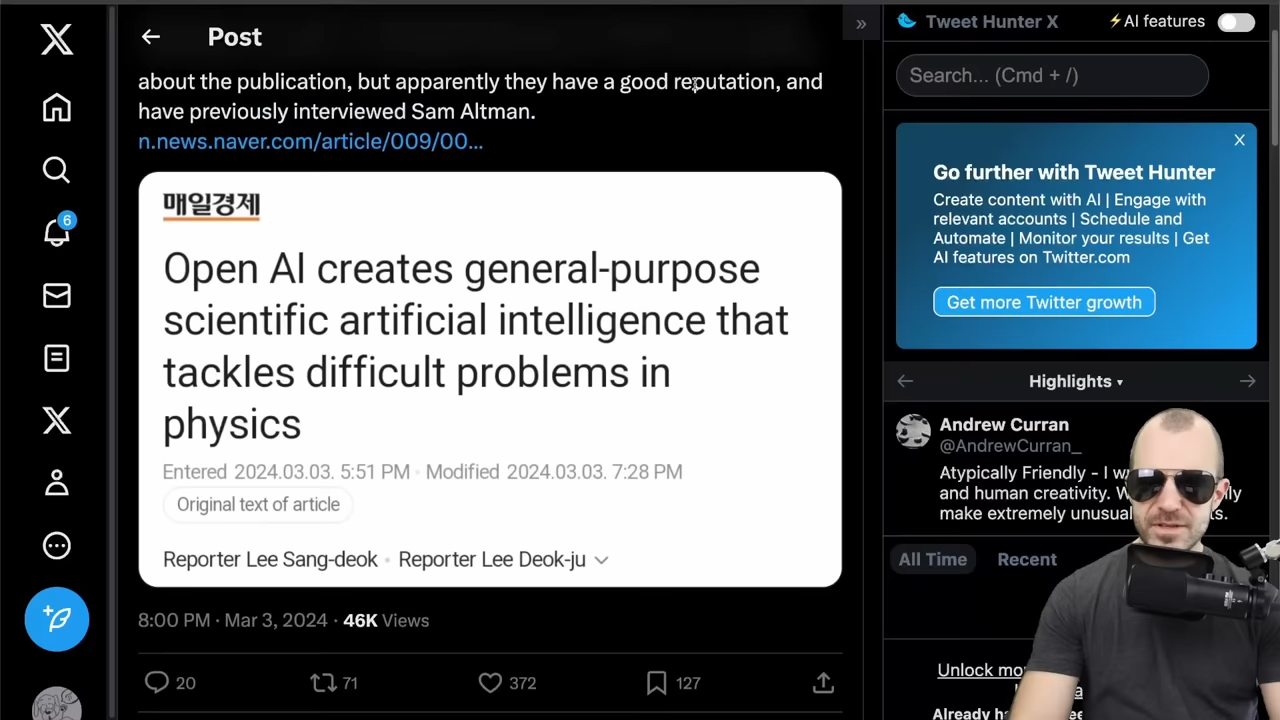 Post
about the publication, but apparently they have a good reputation, and
have previously interviewed Sam Altman.
n.news.naver.com/article/009/00...
매일경제
Open AI creates general-purpose
scientific artificial intelligence that
tackles difficult problems in
physics
Entered 2024.03.03. 5:51 PM · Modified 2024.03.03. 7:28 PM
Original text of article
Reporter Lee Sang-deok · Reporter Lee Deok-ju
8:00 PM · Mar 3, 2024 · 46K Views
20 71 372 127
6
»
Tweet Hunter X
⚡AI features
Search... (Cmd + /)
X
Go further with Tweet Hunter
Create content with AI | Engage with
relevant accounts | Schedule and
Automate | Monitor your results | Get
AI features on Twitter.com
Get more Twitter growth
Highlights
Andrew Curran
@AndrewCurran_
Atypically Friendly - I
and human creativity.
make extremely unusual
All Time Recent
Unlock
Already